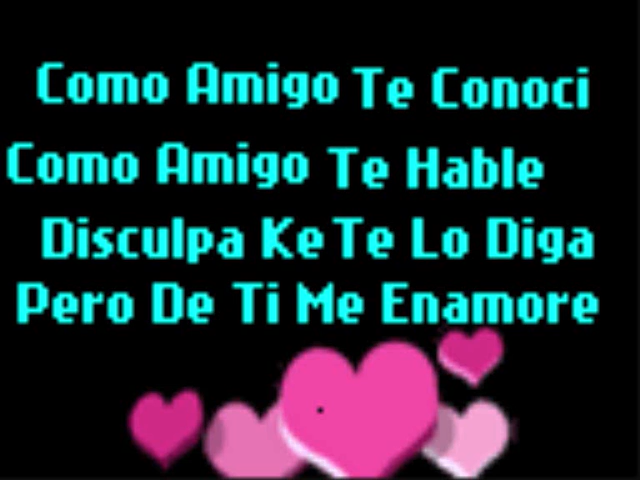 Como Amigo Te Conoci
Como Amigo Te Hable
Disculpa Ke Te Lo Diga
Pero De Ti Me Enamore